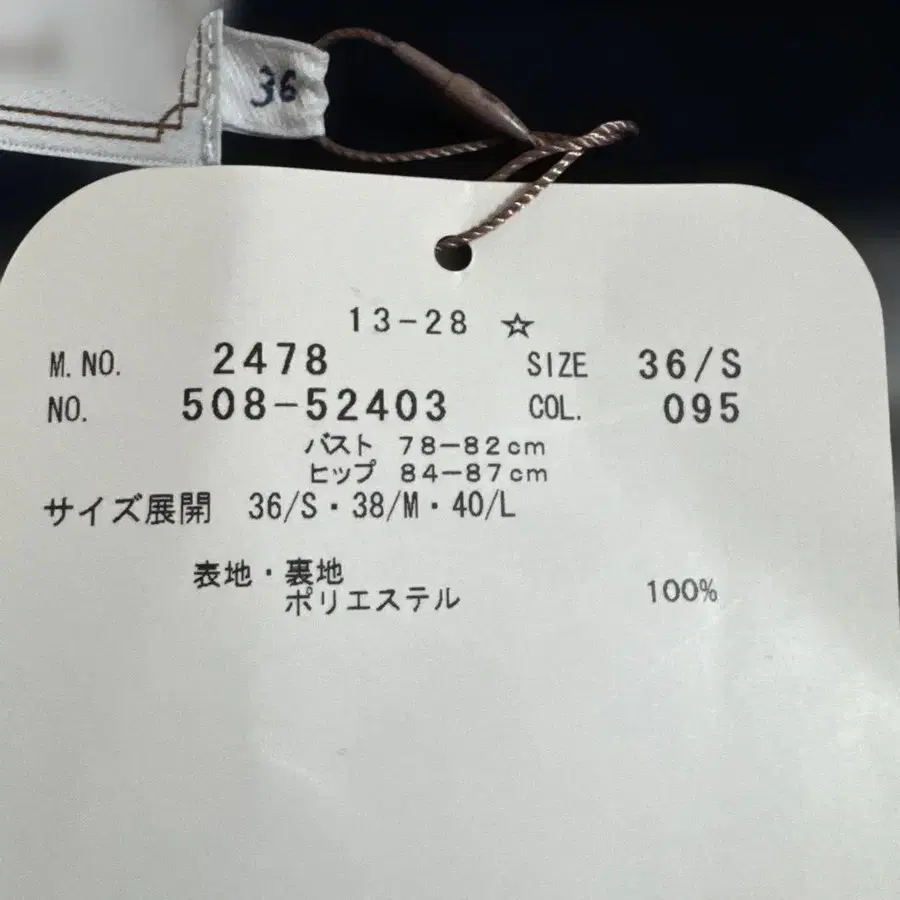 36
13-28 ☆
M. NO. 2478 SIZE 36/S
NO. 508-52403 COL. 095
バスト 78-82cm
ヒップ 84-87cm
サイズ展開 36/S・38/M・40/L
表地・裏地
ポリエステル 100%